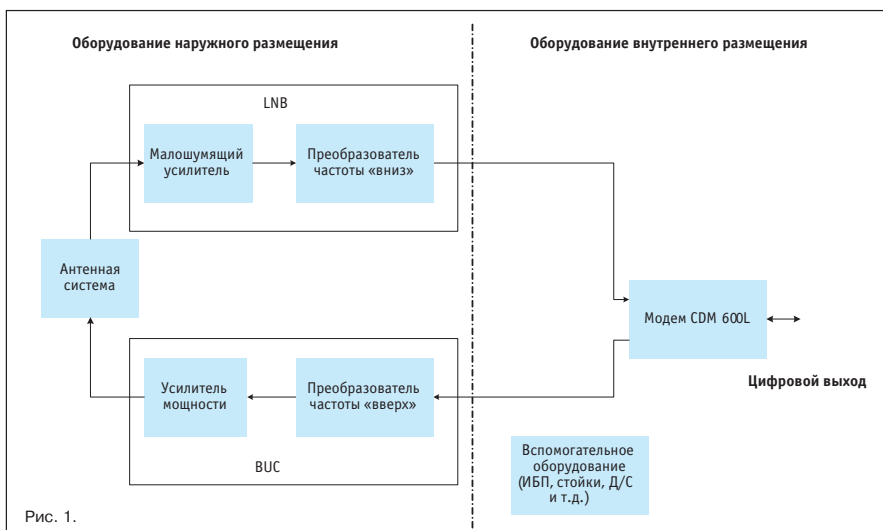 Оборудование наружного размещения
Оборудование внутреннего размещения
LNB
Малошумящий
усилитель
Преобразователь
частоты «вниз»
Антенная
система
Модем CDM 600L
Цифровой выход
Усилитель
мощности
Преобразователь
частоты «вверх»
BUC
Вспомогательное
оборудование
(ИБП, стойки, Д/С
и т.д.)
Рис. 1.